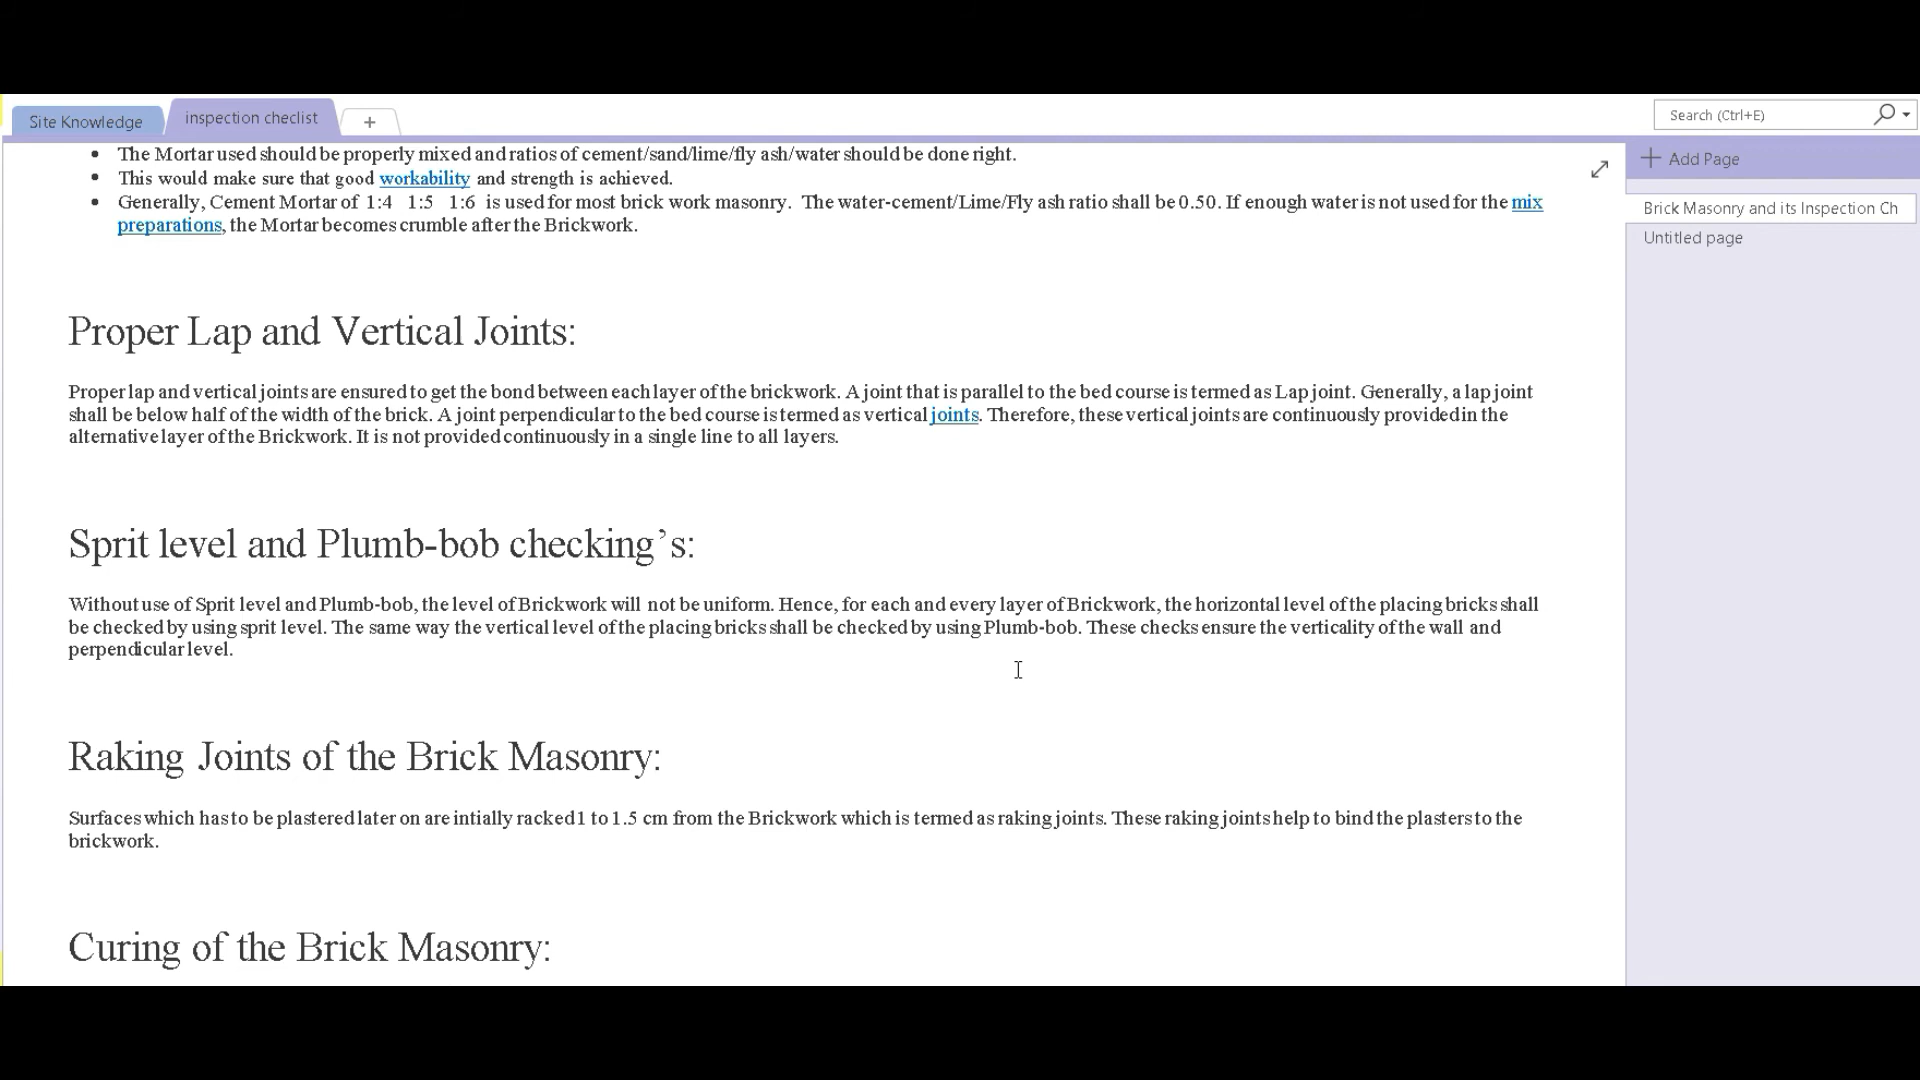 Site Knowledge
inspection checlist
+
Search (Ctrl+E)
• The Mortar used should be properly mixed and ratios of cement/sand/lime/fly ash/water should be done right.
• This would make sure that good workability and strength is achieved.
• Generally, Cement Mortar of 1:4 1:5 1:6 is used for most brick work masonry. The water-cement/Lime/Fly ash ratio shall be 0.50. If enough water is not used for the mix
preparations, the Mortar becomes crumble after the Brickwork.
Proper Lap and Vertical Joints:
Proper lap and vertical joints are ensured to get the bond between each layer of the brickwork. A joint that is parallel to the bed course is termed as Lap joint. Generally, a lap joint
shall be below half of the width of the brick. A joint perpendicular to the bed course is termed as vertical joints. Therefore, these vertical joints are continuously provided in the
alternative layer of the Brickwork. It is not provided continuously in a single line to all layers.
Sprit level and Plumb-bob checking’s:
Without use of Sprit level and Plumb-bob, the level of Brickwork will not be uniform. Hence, for each and every layer of Brickwork, the horizontal level of the placing bricks shall
be checked by using sprit level. The same way the vertical level of the placing bricks shall be checked by using Plumb-bob. These checks ensure the verticality of the wall and
perpendicular level.
Raking Joints of the Brick Masonry:
Surfaces which has to be plastered later on are intially racked 1 to 1.5 cm from the Brickwork which is termed as raking joints. These raking joints help to bind the plasters to the
brickwork.
Curing of the Brick Masonry:
Add Page
Brick Masonry and its Inspection Ch
Untitled page